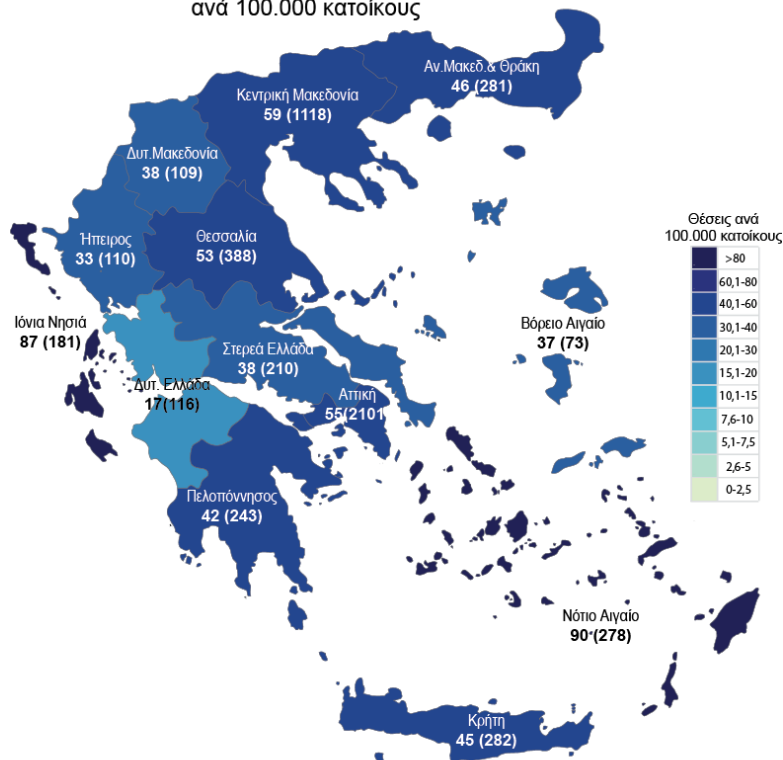 ανά 100.000 κατοίκους
Αν.Μακεδ.& Θράκη
46 (281)
Κεντρική Μακεδονία
59 (1118)
Δυτ.Μακεδονία
38 (109)
Ήπειρος
33 (110)
Θεσσαλία
53 (388)
Ιόνια Νησιά
87 (181)
Στερεά Ελλάδα
38 (210)
Δυτ. Ελλάδα
17(116)
Αττική
55(2101
Βόρειο Αιγαίο
37 (73)
Πελοπόννησος
42 (243)
Νότιο Αιγαίο
90*(278)
Κρήτη
45 (282)
Θέσεις ανά
100.000 κατοίκους
>80
60,1-80
40,1-60
30,1-40
20,1-30
15,1-20
10,1-15
7,6-10
5,1-7,5
2,6-5
0-2,5